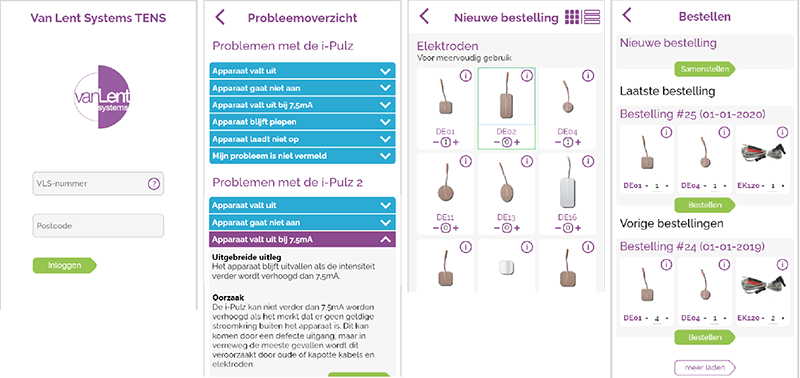 Van Lent Systems TENS
vanLent
systems
VLS-nummer
?
Postcode
Inloggen
Probleemoverzicht
Problemen met de i-Pulz
Apparaat valt uit
Apparaat gaat niet aan
Apparaat valt uit bij 7,5mA
Apparaat blijft piepen
Apparaat laadt niet op
Mijn probleem is niet vermeld
Problemen met de i-Pulz 2
Apparaat valt uit
Apparaat gaat niet aan
Apparaat valt uit bij 7,5mA
Uitgebreide uitleg
Het apparaat blijft uitvallen als de intensiteit
verder wordt verhoogd dan 7,5mA.
Oorzaak
De i-Pulz kan niet verder dan 7,5mA worden
verhoogd als het merkt dat er geen geldige
stroomkring buiten het apparaat is. Dit kan
komen door een defecte uitgang, maar in
verreweg de meeste gevallen wordt dit
veroorzaakt door oude of kapotte kabels en
elektroden.
Nieuwe bestelling
Elektroden
Voor meervoudig gebruik
i i i
DE01 DE02 DE04
- 1 + - 0 + - 1 +
i i i
DE11 DE13 DE16
- 0 + - 0 + - 0 +
i i i
Bestellen
Nieuwe bestelling
Samenstellen
Laatste bestelling
Bestelling #25 (01-01-2020)
i i i
DE01 - 1 DE04 - 1 EK120 - 1
Bestellen
Vorige bestellingen
Bestelling #24 (01-01-2019)
i i i
DE01 - 4 DE04 - 1 EK120 - 2
Bestellen
meer laden